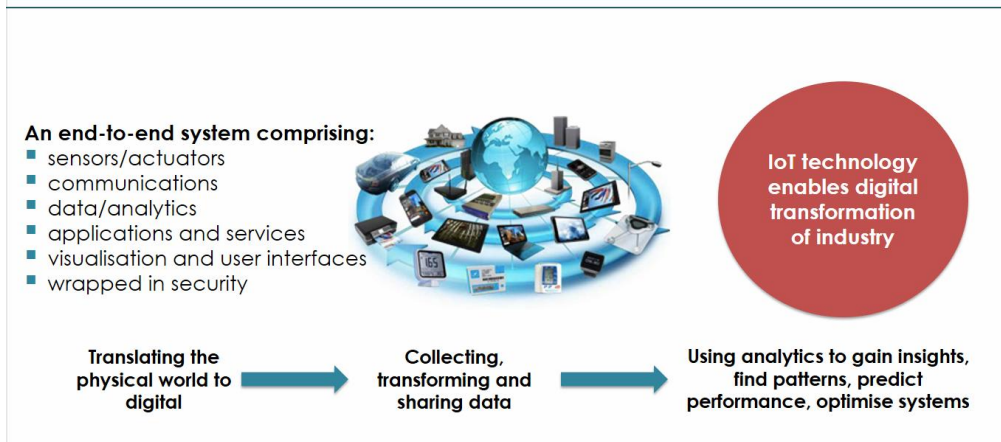 An end-to-end system comprising:
sensors/actuators
communications
data/analytics
applications and services
visualisation and user interfaces
wrapped in security
165
IoT technology
enables digital
transformation
of industry
Translating the
physical world to
digital
Collecting,
transforming and
sharing data
Using analytics to gain insights,
find patterns, predict
performance, optimise systems